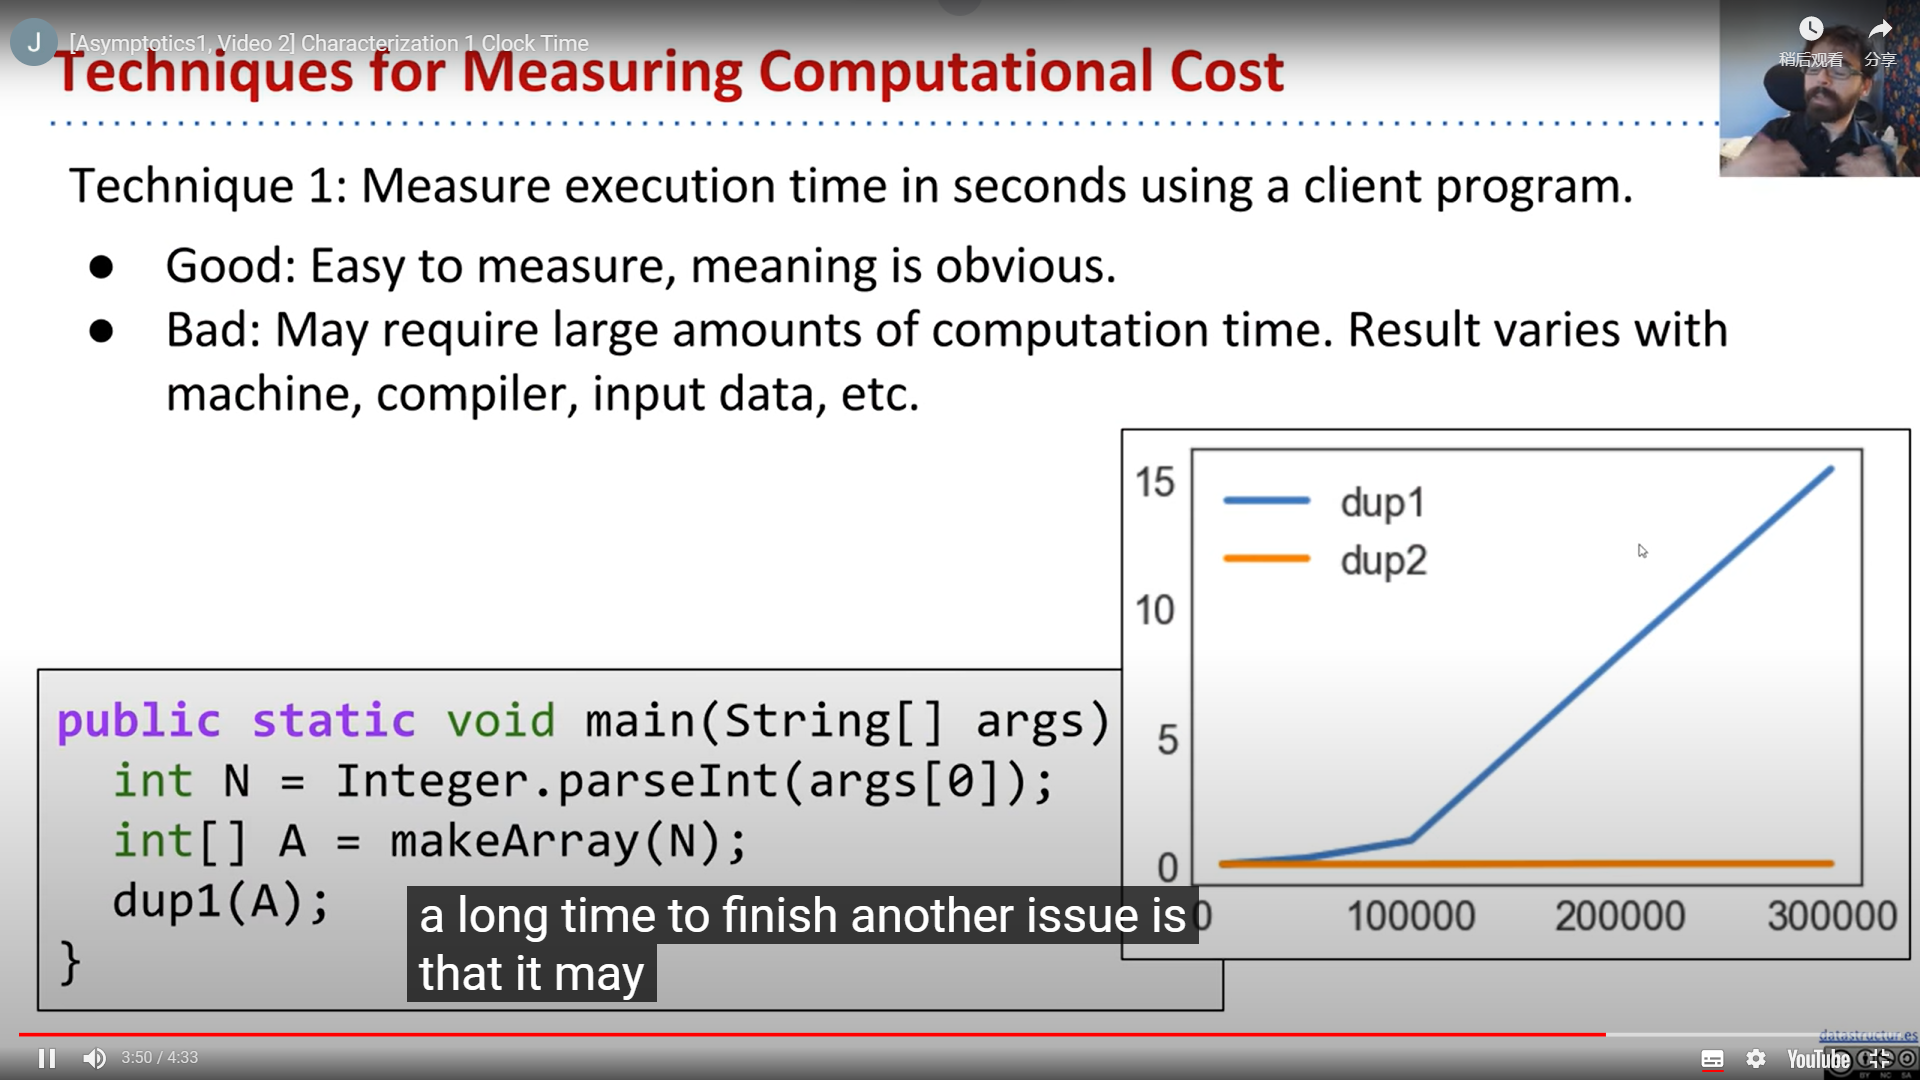 J
[Asymptotics1, Video 2] Characterization 1 Clock Time
稍后观看
分享
Techniques for Measuring Computational Cost
Technique 1: Measure execution time in seconds using a client program.
● Good: Easy to measure, meaning is obvious.
● Bad: May require large amounts of computation time. Result varies with
machine, compiler, input data, etc.
15
10
5
0
dup1
dup2
0 100000 200000 300000
public static void main(String[] args)
int N = Integer.parseInt(args[0]);
int[] A = makeArray(N);
dup1(A);
}
a long time to finish another issue is
that it may
datastructur.es
3:50 / 4:33
YouTube
BY NC SA